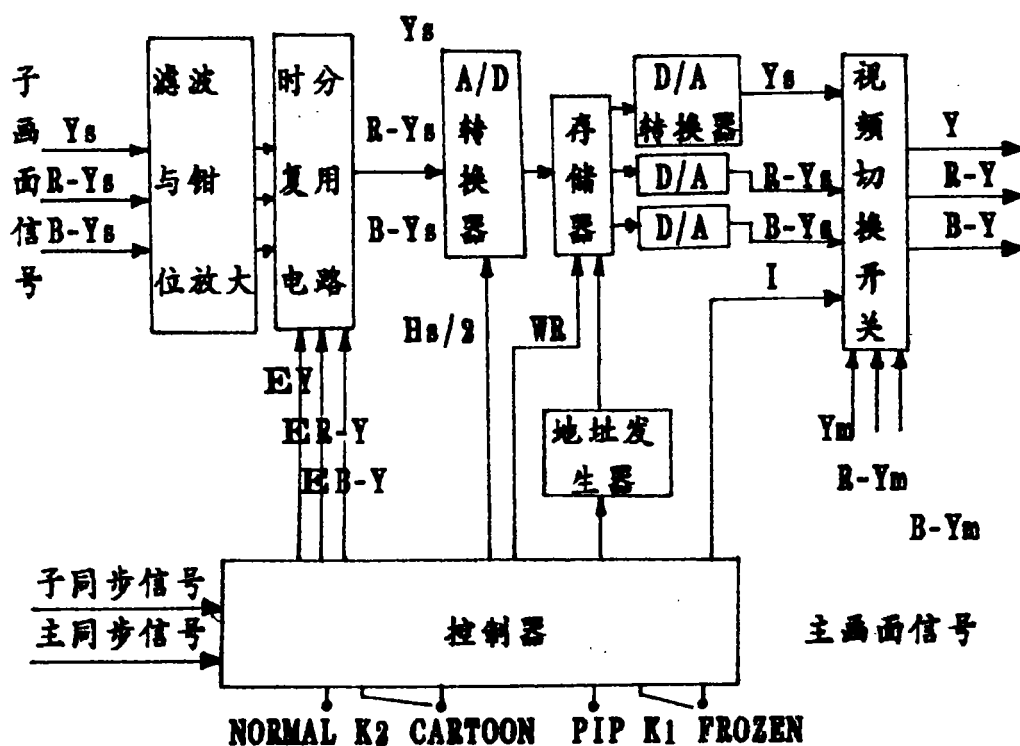 子画面信号
Ys
R-Ys
B-Ys
滤波与钳位放大
时分复用电路
Ys
R-Ys
B-Ys
A/D转换器
存储器
D/A转换器
D/A
D/A
Ys
R-Ys
B-Ys
I
视频切换开关
Y
R-Y
B-Y
EY
ER-Y
EB-Y
Hs/2
WR
地址发生器
Ym
R-Ym
B-Ym
子同步信号
主同步信号
控制器
主画面信号
NORMAL K2 CARTOON PIP K1 FROZEN